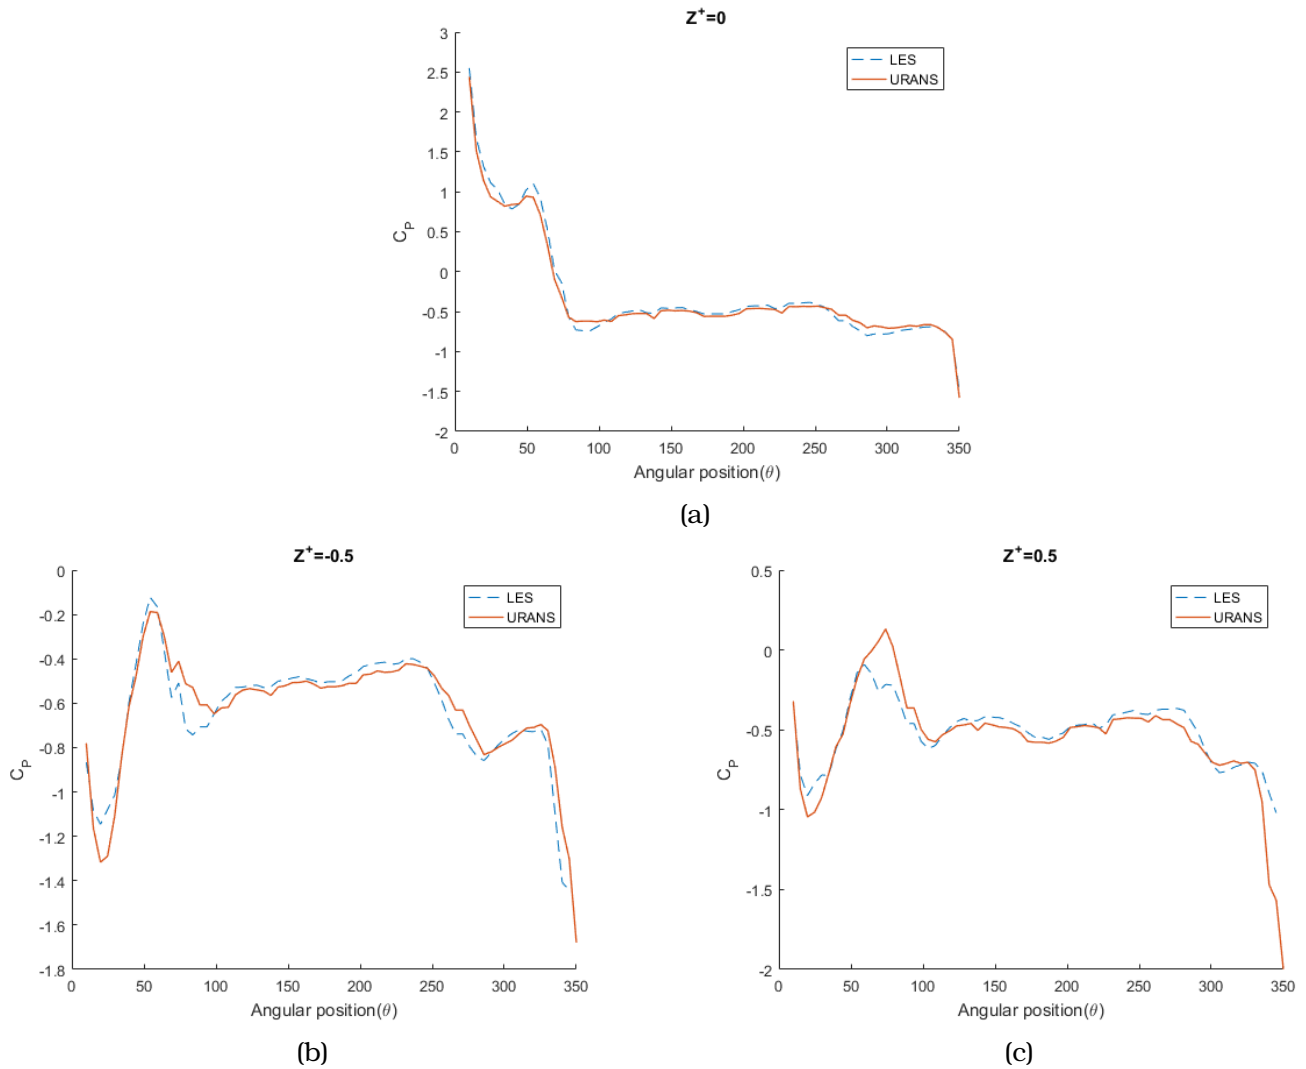 Z+=0
3
2.5
2
1.5
1
0.5
0
-0.5
-1
-1.5
-2
C_P
LES
URANS
0 50 100 150 200 250 300 350
Angular position(θ)
(a)
Z+=-0.5
0
-0.2
-0.4
-0.6
-0.8
-1
-1.2
-1.4
-1.6
-1.8
C_P
LES
URANS
0 50 100 150 200 250 300 350
Angular position(θ)
(b)
Z+=0.5
0.5
0
-0.5
-1
-1.5
-2
C_P
LES
URANS
0 50 100 150 200 250 300 350
Angular position(θ)
(c)